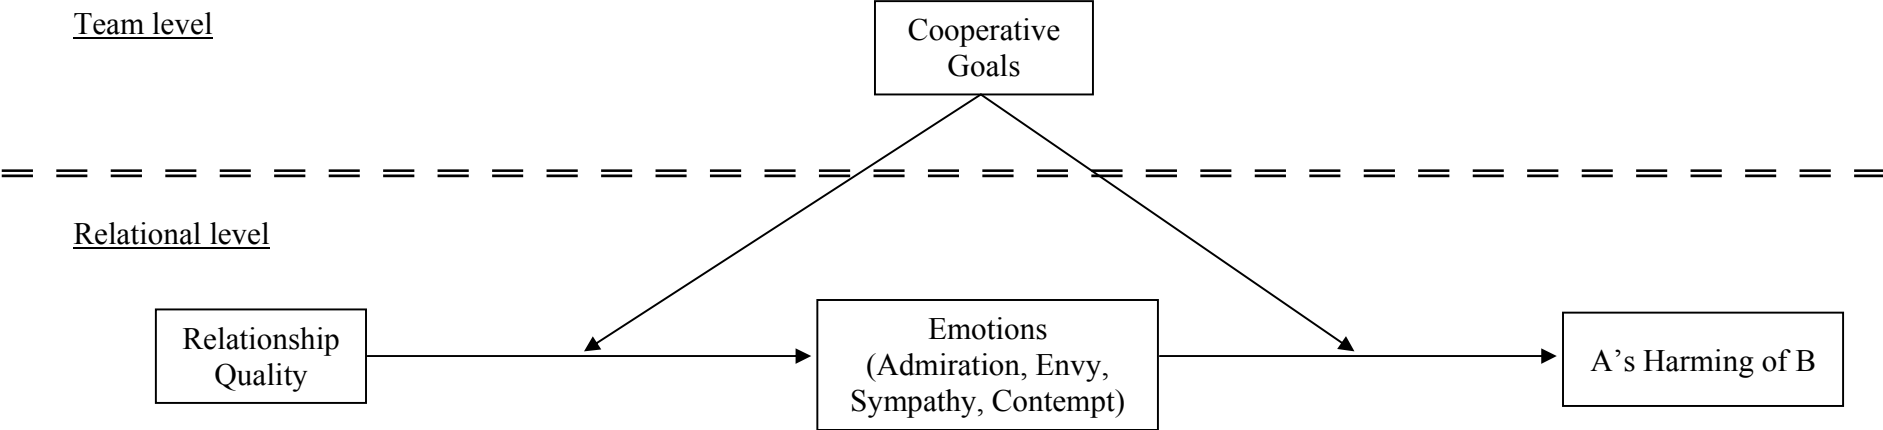 Team level
Cooperative
Goals
Relational level
Relationship
Quality
Emotions
(Admiration, Envy,
Sympathy, Contempt)
A’s Harming of B